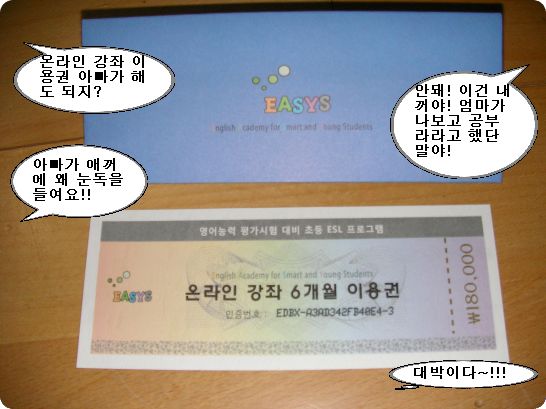 온라인 강좌 이
용권 아빠가 해
도 되지?
EASYS
English Academy for Smart and Young Students
안돼! 이건 내
꺼야! 엄마가
나보고 공부
라라고 했단
말야!
아빠가 애꺼
에 왜 눈독을
들여요!!
영어능력 평가시험 대비 초등 ESL 프로그램
English Academy for Smart and Young Students
EASYS
온라인 강좌 6개월 이용권
인증번호 : EDBX-A3AD342FB48E4-3
₩180,000
대박이다~!!!